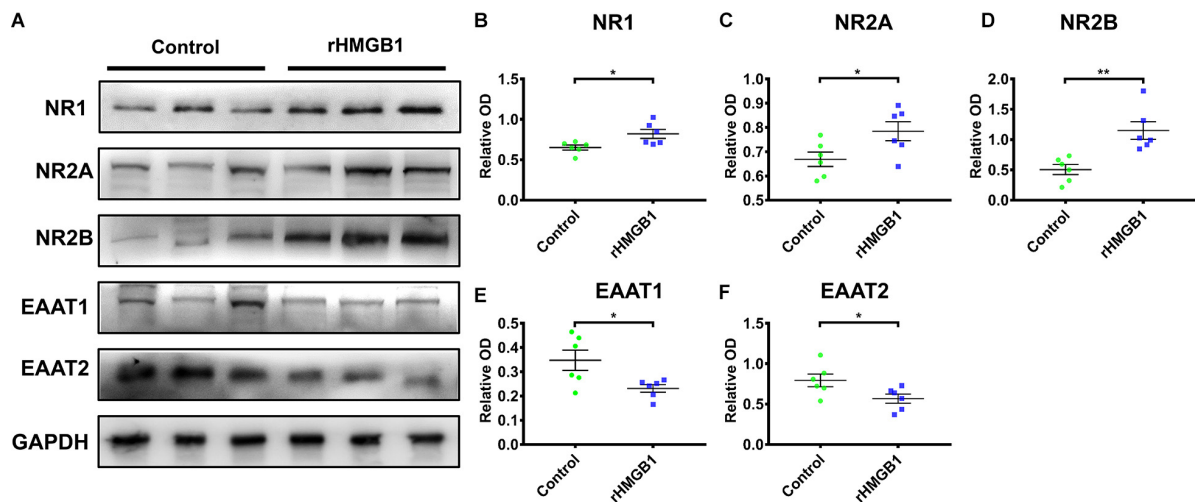 A
Control
rHMGB1
NR1
NR2A
NR2B
EAAT1
EAAT2
GAPDH
B
NR1
*
Relative OD
1.5
1.0
0.5
0.0
Control
rHMGB1
C
NR2A
*
Relative OD
1.0
0.9
0.8
0.7
0.6
0.5
Control
rHMGB1
D
NR2B
**
Relative OD
2.0
1.5
1.0
0.5
0.0
Control
rHMGB1
E
EAAT1
*
Relative OD
0.5
0.4
0.3
0.2
0.1
0.0
Control
rHMGB1
F
EAAT2
*
Relative OD
1.5
1.0
0.5
0.0
Control
rHMGB1